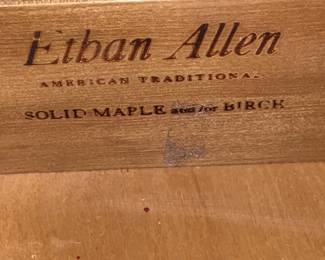 Ethan Allen
AMERICAN TRADITIONAL
SOLID MAPLE and/or BIRCH